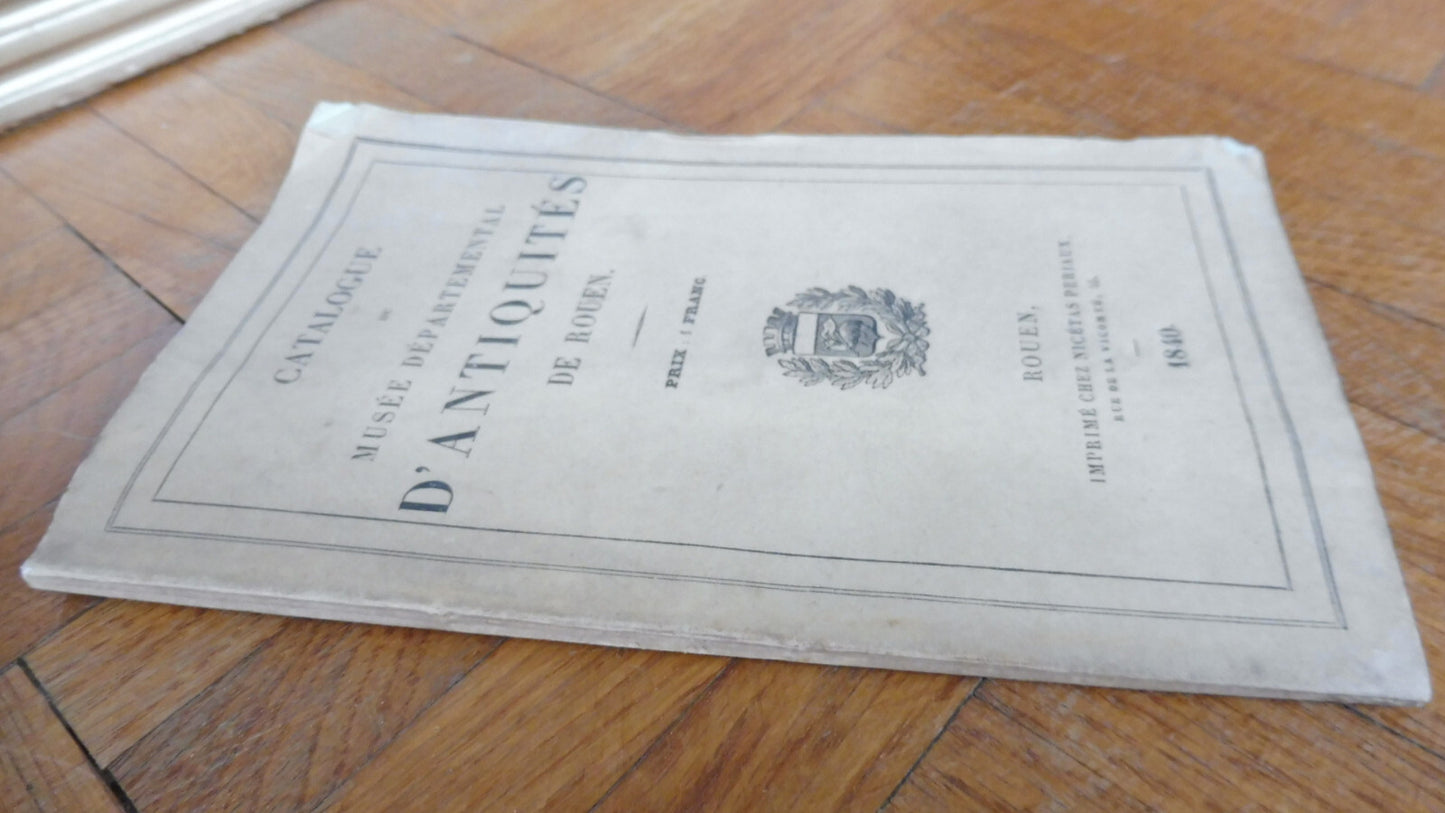 CATALOGUE
DU
MUSÉE DÉPARTEMENTAL
D'ANTIQUITÉS
DE ROUEN.
PRIX : 1 FRANC
ROUEN,
IMPRIMÉ CHEZ NICÉTAS PERIAUX,
RUE DE LA VICOMTÉ, 55.
1840.